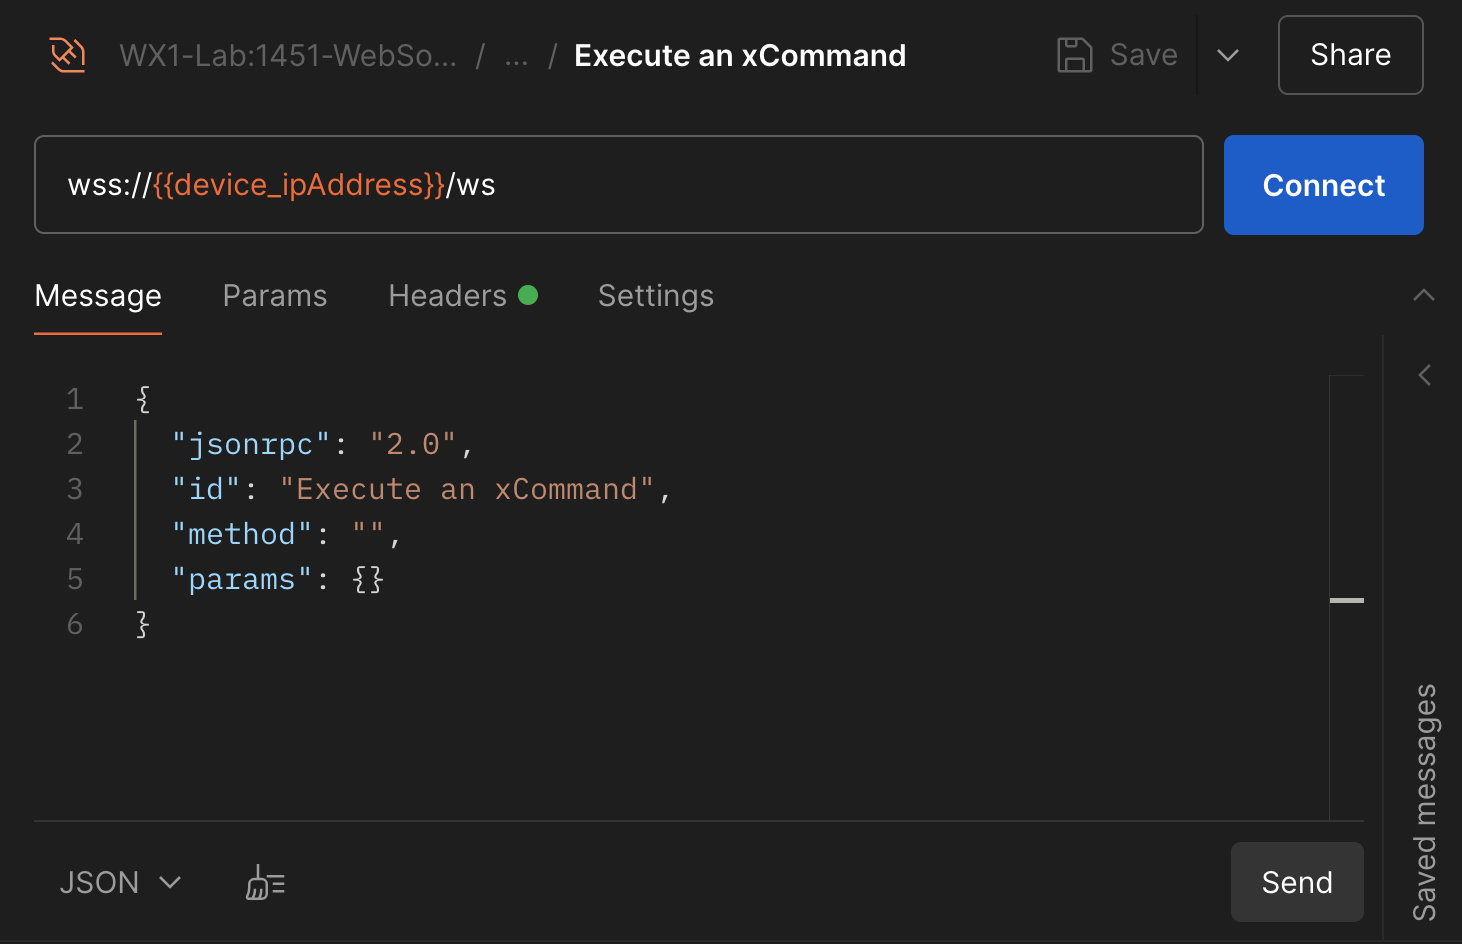 WX1-Lab:1451-WebSo... / ... / Execute an xCommand Save Share
wss://{{device_ipAddress}}/ws Connect
Message Params Headers Settings
1 {
2 "jsonrpc": "2.0",
3 "id": "Execute an xCommand",
4 "method": "",
5 "params": {}
6 }
Saved messages
JSON Send